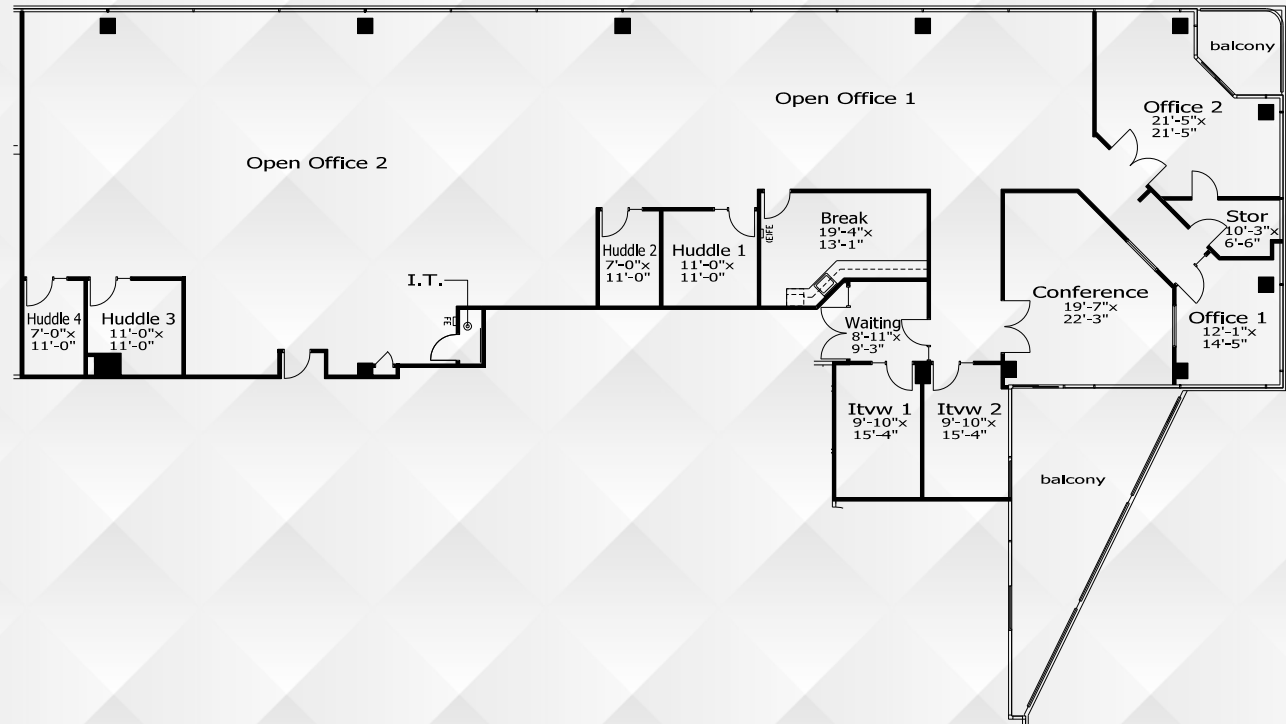 balcony
Open Office 1
Office 2
21'-5"x
21'-5"
Open Office 2
Break
19'-4"x
13'-1"
Stor
10'-3"x
6'-6"
Huddle 2
7'-0"x
11'-0"
Huddle 1
11'-0"x
11'-0"
I.T.
Conference
19'-7"x
22'-3"
Huddle 4
7'-0"x
11'-0"
Huddle 3
11'-0"x
11'-0"
Waiting
8'-11"x
9'-3"
Office 1
12'-1"x
14'-5"
Itvw 1
9'-10"x
15'-4"
Itvw 2
9'-10"x
15'-4"
balcony